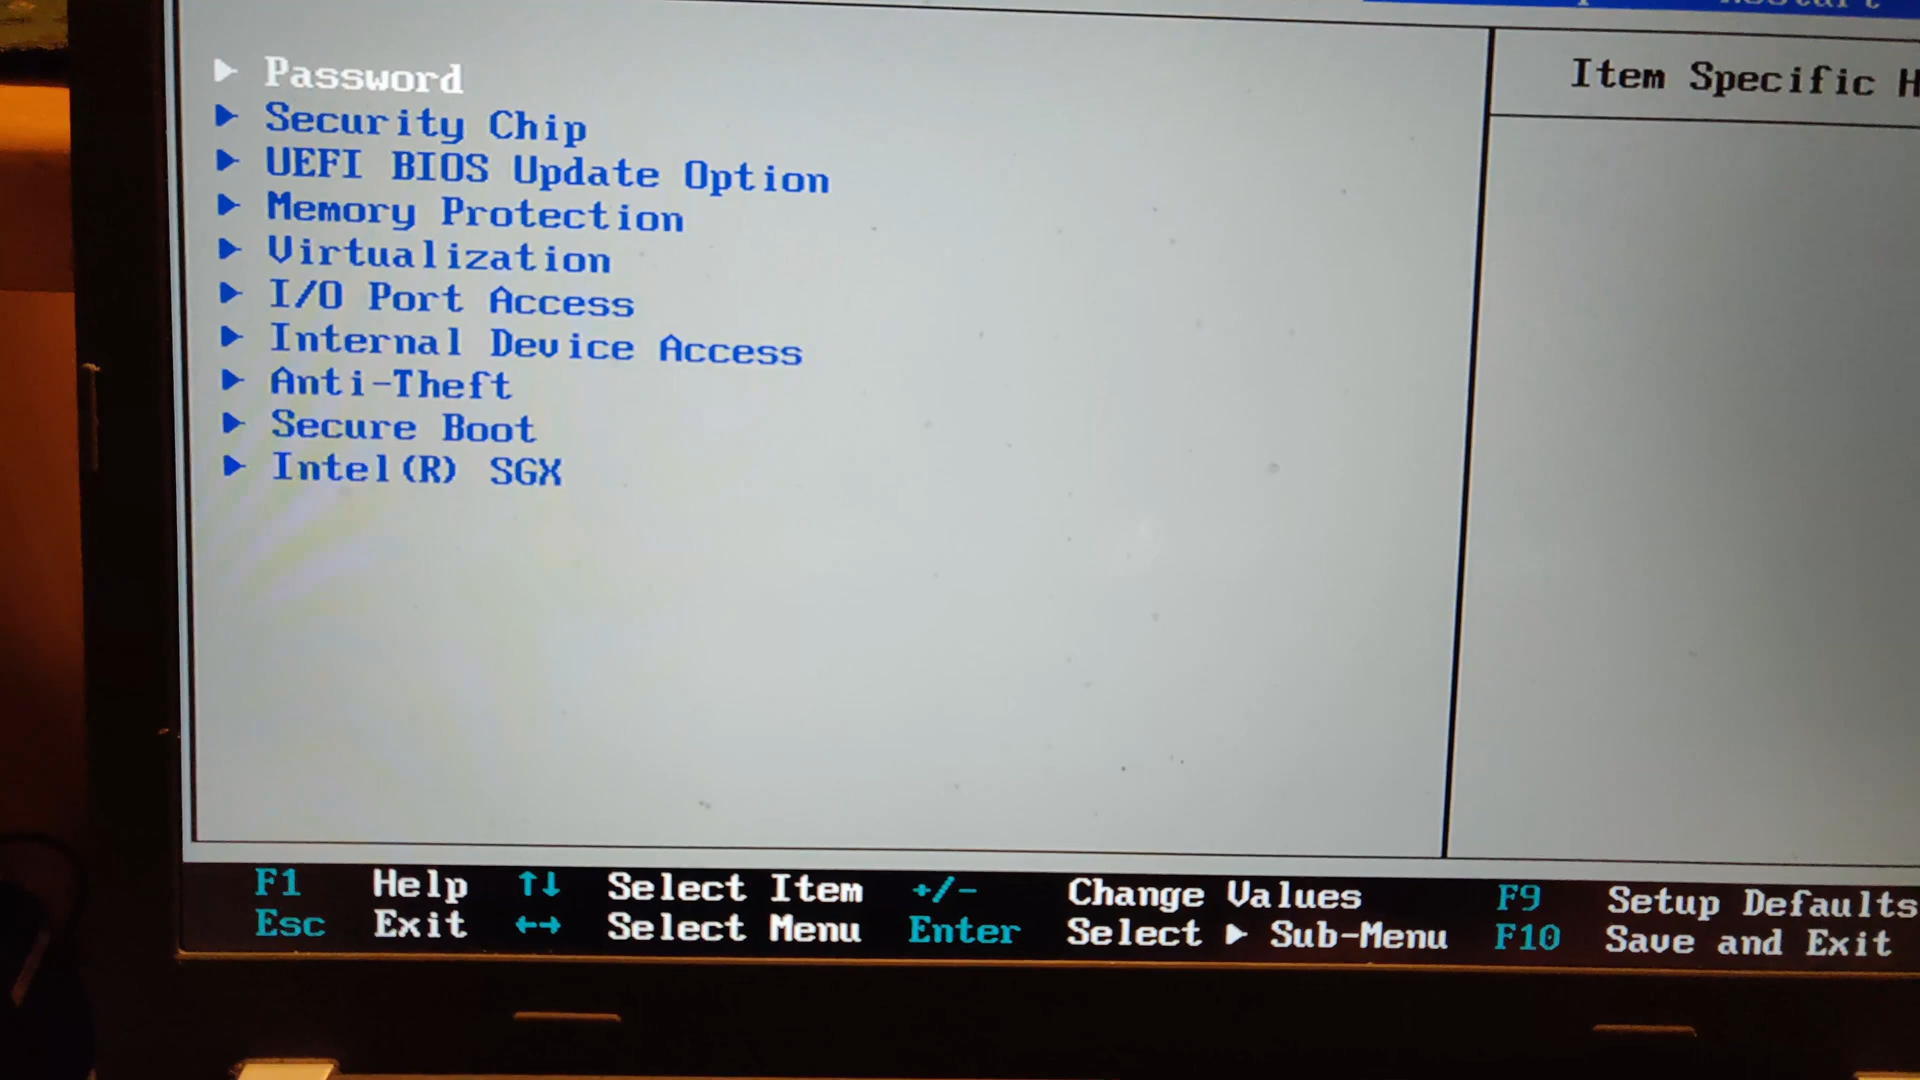 Password
Security Chip
UEFI BIOS Update Option
Memory Protection
Virtualization
I/O Port Access
Internal Device Access
Anti-Theft
Secure Boot
Intel(R) SGX
Item Specific H
F1 Help ↑↓ Select Item +/- Change Values F9 Setup Defaults
Esc Exit ←→ Select Menu Enter Select ▶ Sub-Menu F10 Save and Exit